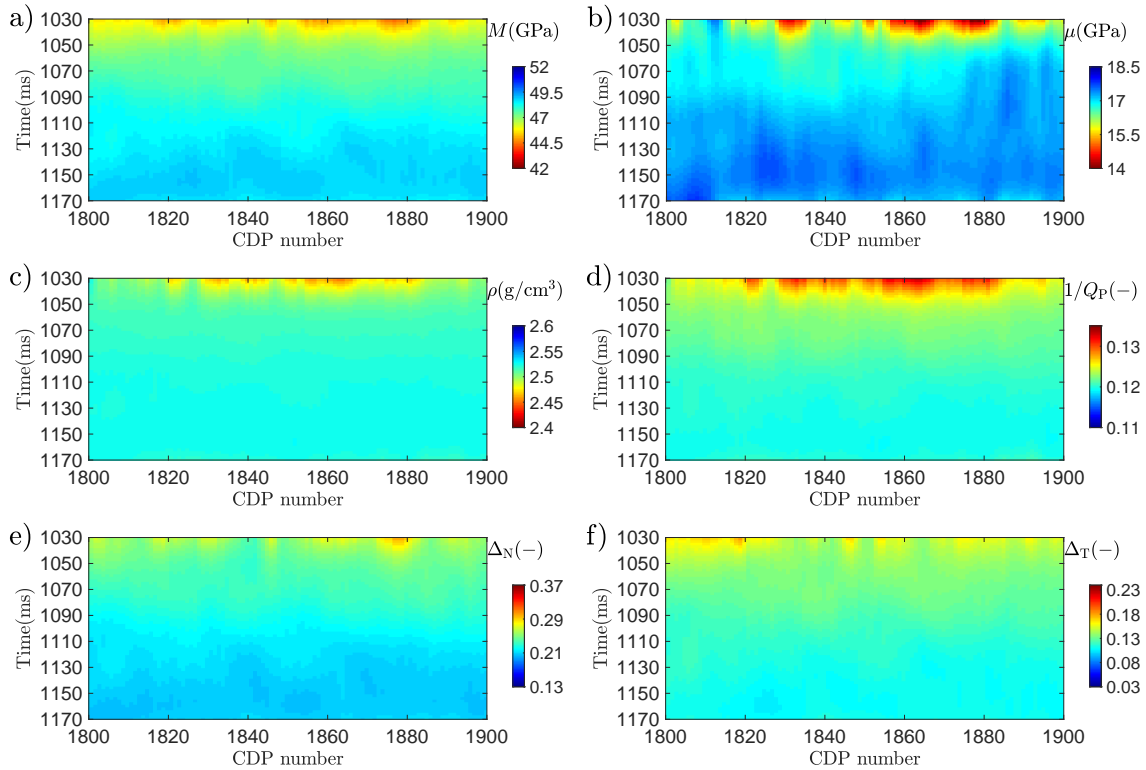 a)
1030
1050
1070
1090
1110
1130
1150
1170
Time(ms)
1800 1820 1840 1860 1880 1900
CDP number
M(GPa)
52
49.5
47
44.5
42
b)
1030
1050
1070
1090
1110
1130
1150
1170
Time(ms)
1800 1820 1840 1860 1880 1900
CDP number
μ(GPa)
18.5
17
15.5
14
c)
1030
1050
1070
1090
1110
1130
1150
1170
Time(ms)
1800 1820 1840 1860 1880 1900
CDP number
ρ(g/cm³)
2.6
2.55
2.5
2.45
2.4
d)
1030
1050
1070
1090
1110
1130
1150
1170
Time(ms)
1800 1820 1840 1860 1880 1900
CDP number
1/Q_P(−)
0.13
0.12
0.11
e)
1030
1050
1070
1090
1110
1130
1150
1170
Time(ms)
1800 1820 1840 1860 1880 1900
CDP number
Δ_N(−)
0.37
0.29
0.21
0.13
f)
1030
1050
1070
1090
1110
1130
1150
1170
Time(ms)
1800 1820 1840 1860 1880 1900
CDP number
Δ_T(−)
0.23
0.18
0.13
0.08
0.03